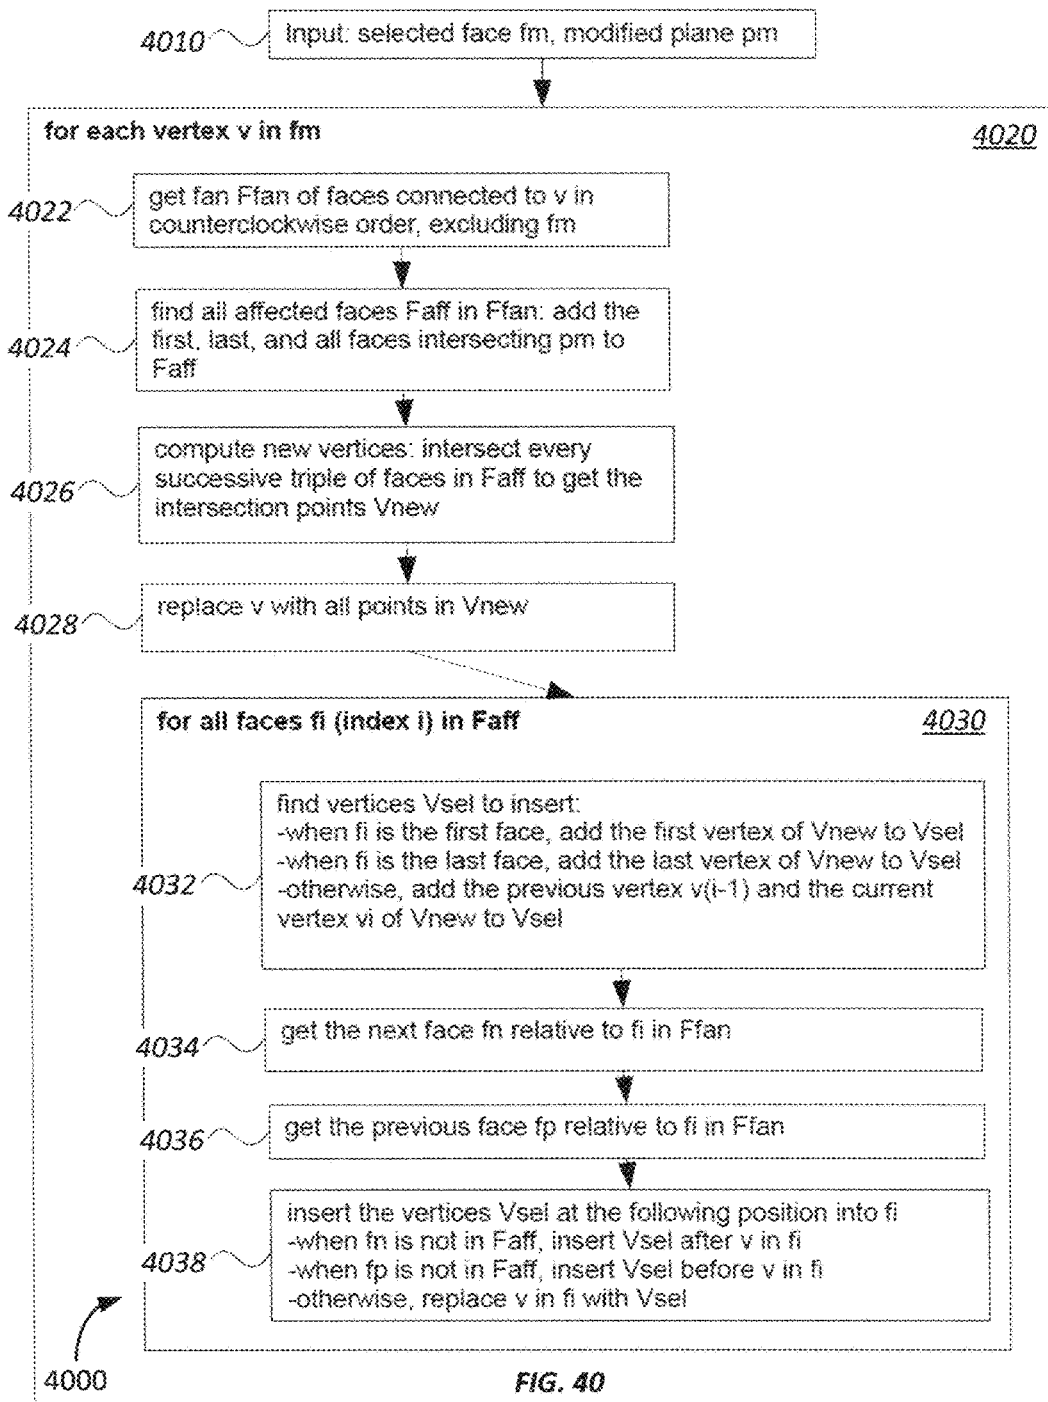 4010
Input: selected face fm, modified plane pm
for each vertex v in fm
4020
4022
get fan Ffan of faces connected to v in
counterclockwise order, excluding fm
4024
find all affected faces Faff in Ffan: add the
first, last, and all faces intersecting pm to
Faff
4026
compute new vertices: intersect every
successive triple of faces in Faff to get the
intersection points Vnew
4028
replace v with all points in Vnew
for all faces fi (index i) in Faff
4030
4032
find vertices Vsel to insert:
-when fi is the first face, add the first vertex of Vnew to Vsel
-when fi is the last face, add the last vertex of Vnew to Vsel
-otherwise, add the previous vertex v(i-1) and the current
vertex vi of Vnew to Vsel
4034
get the next face fn relative to fi in Ffan
4036
get the previous face fp relative to fi in Ffan
4038
insert the vertices Vsel at the following position into fi
-when fn is not in Faff, insert Vsel after v in fi
-when fp is not in Faff, insert Vsel before v in fi
-otherwise, replace v in fi with Vsel
4000
FIG. 40